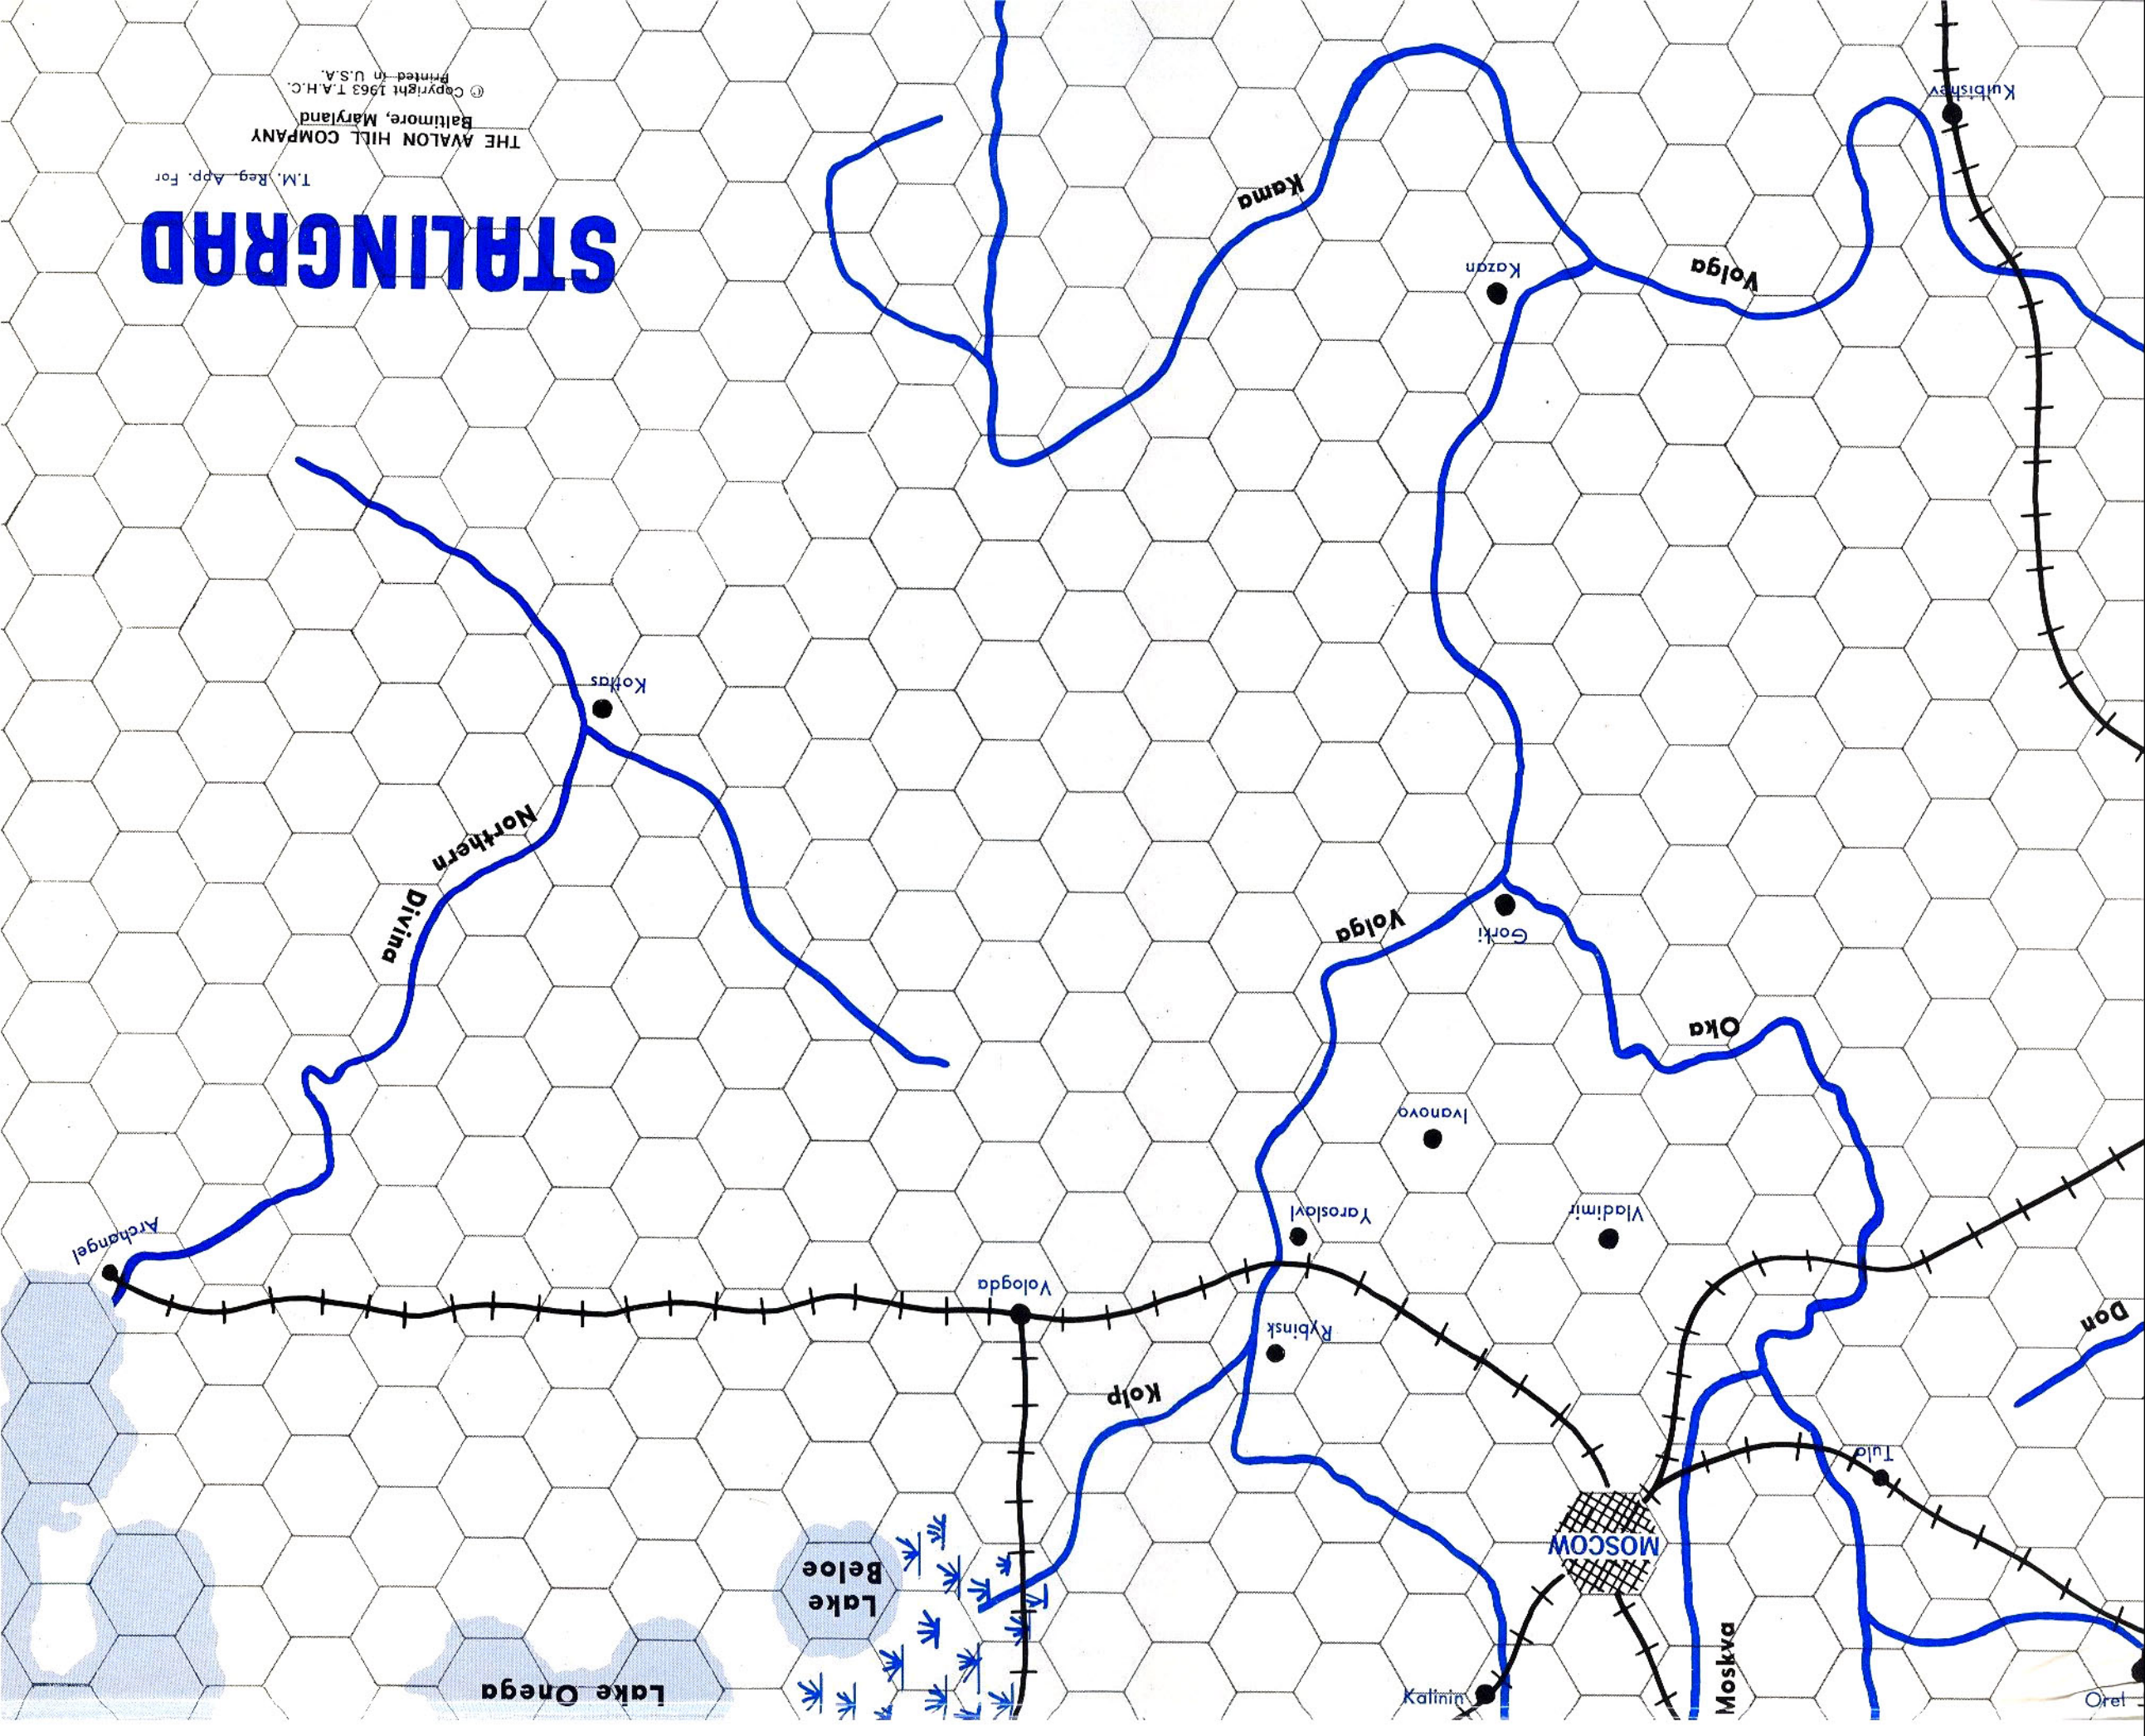 STALINGRAD
T.M. Reg. App. For
THE AVALON HILL COMPANY
Baltimore, Maryland
© Copyright 1963 T.A.H.C.
Printed in U.S.A.
Kuibishev
Kama
Kazan
Volga
Kotlas
Northern
Divina
Volga
Gorki
Oka
Ivanovo
Archangel
Yaroslavl
Vladimir
Vologda
Rybinsk
Don
Kolp
Tula
MOSCOW
Lake
Beloe
Lake Onega
Kalinin
Moskva
Orel